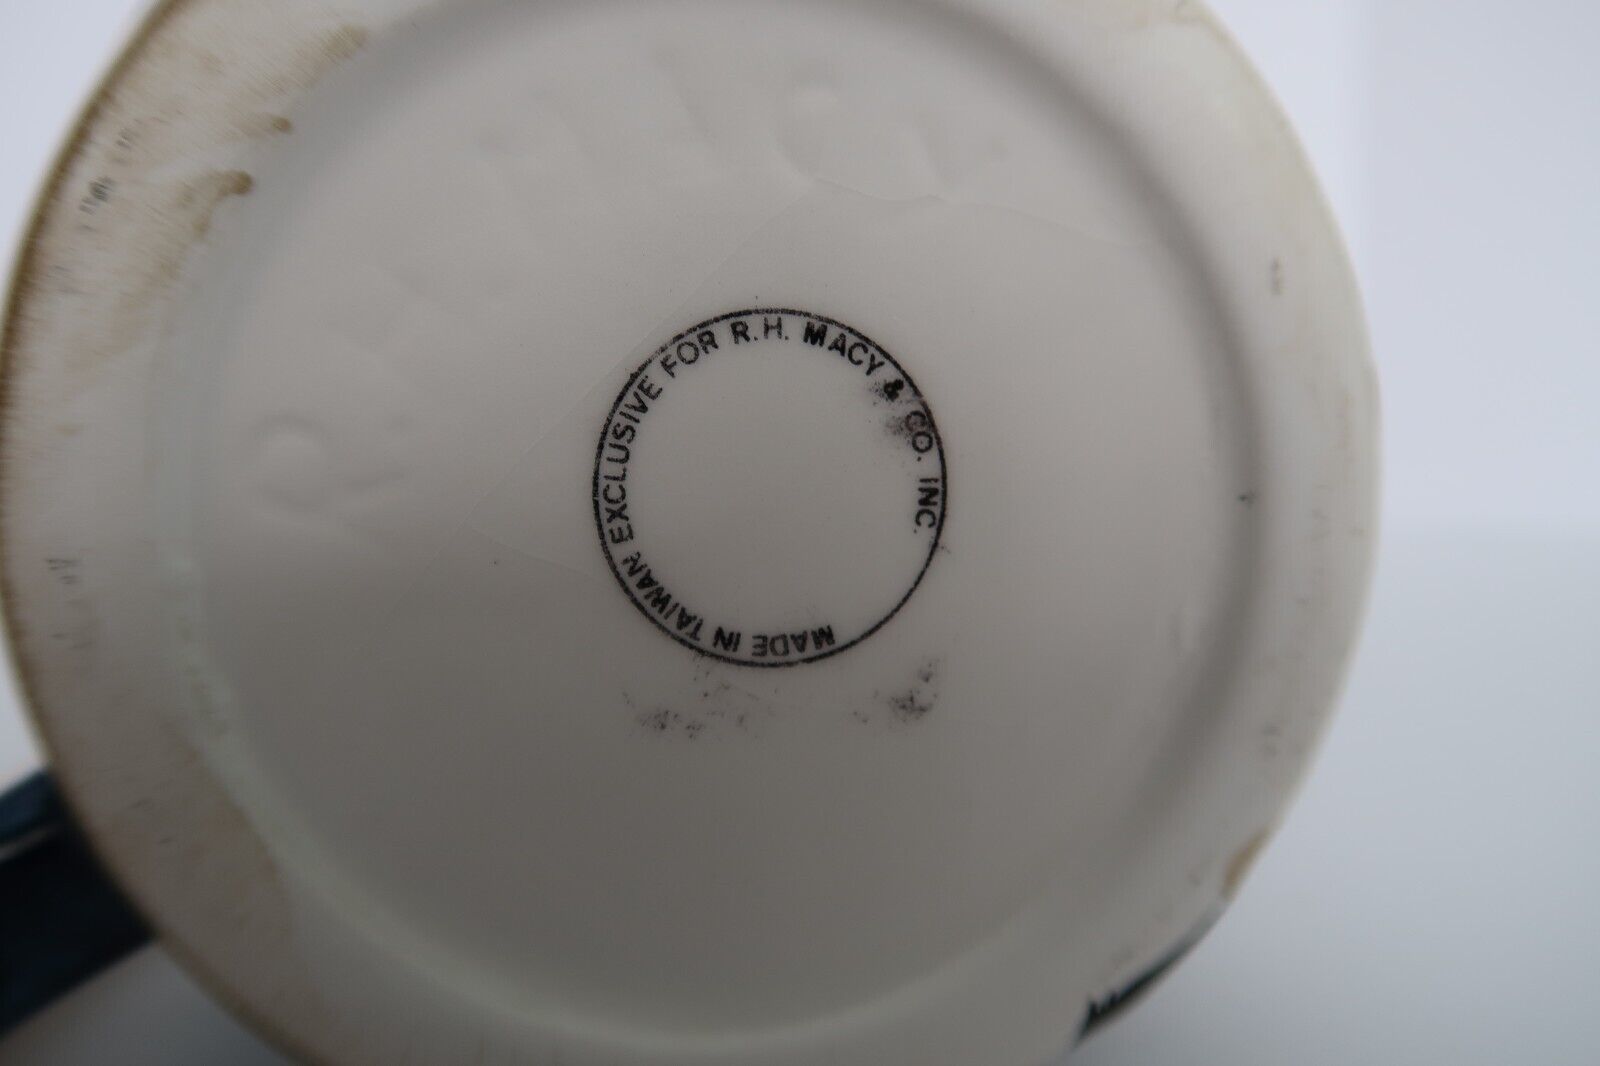 MADE IN TAIWAN EXCLUSIVE FOR R.H. MACY & CO. INC.